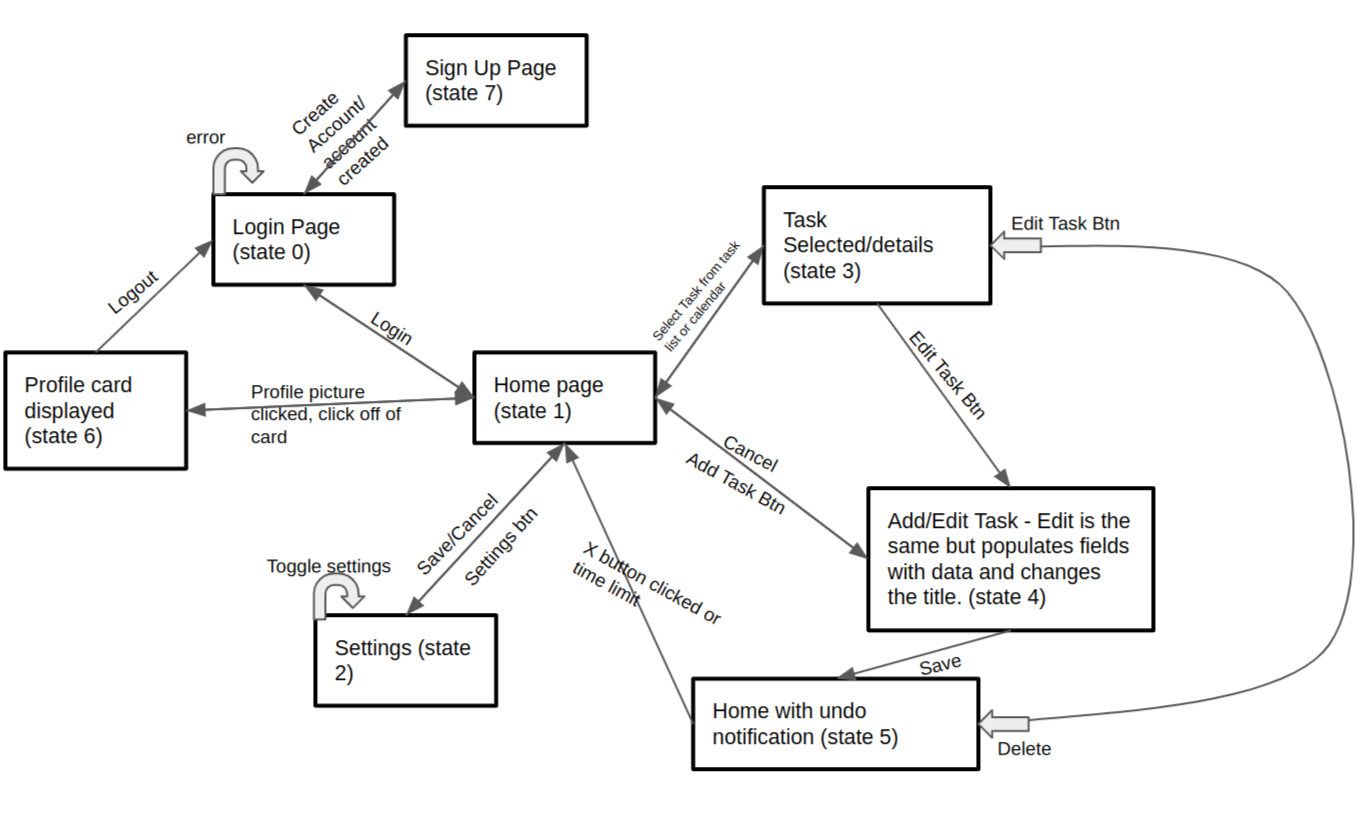 Sign Up Page
(state 7)
Create
Account/
account
created
error
Login Page
(state 0)
Logout
Login
Profile card
displayed
(state 6)
Profile picture
clicked, click off of
card
Home page
(state 1)
Select Task from task
list or calendar
Task
Selected/details
(state 3)
Edit Task Btn
Edit Task Btn
Cancel
Add Task Btn
Add/Edit Task - Edit is the
same but populates fields
with data and changes
the title. (state 4)
Save/Cancel
Settings btn
Toggle settings
Settings (state
2)
X button clicked or
time limit
Save
Home with undo
notification (state 5)
Delete